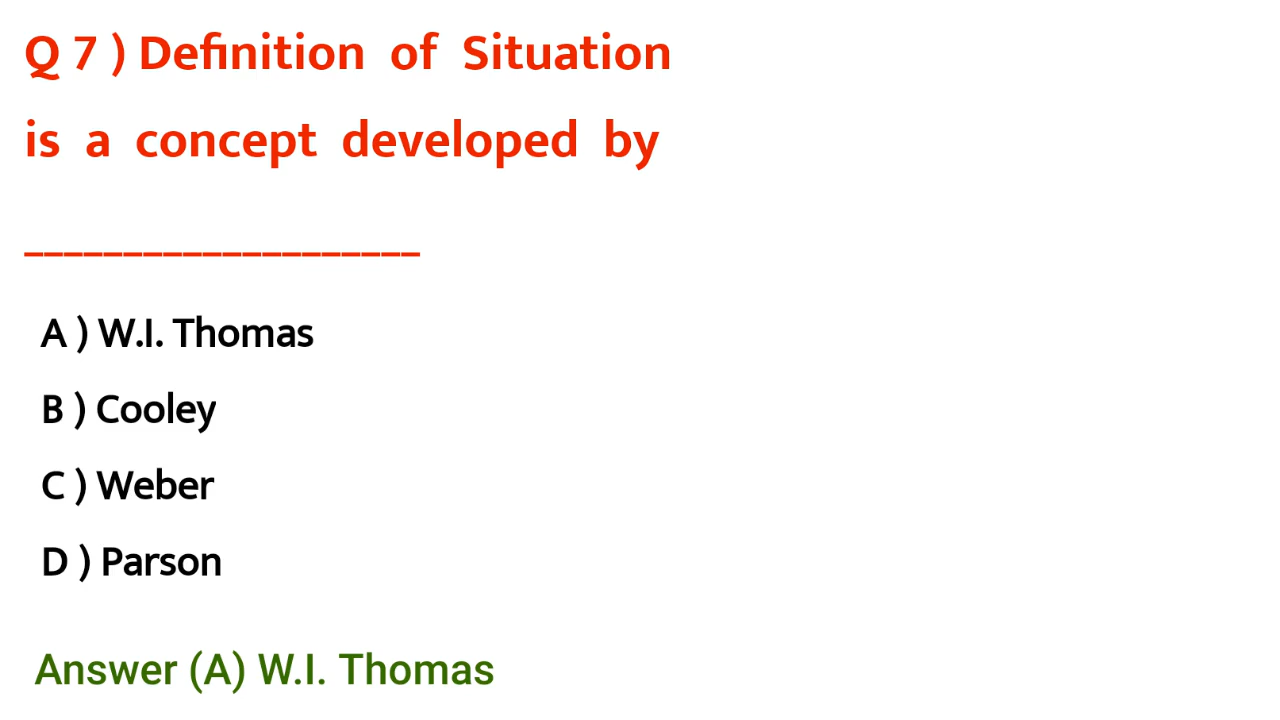 Q 7 ) Definition of Situation
is a concept developed by
____________________
A ) W.I. Thomas
B ) Cooley
C ) Weber
D ) Parson
Answer (A) W.I. Thomas